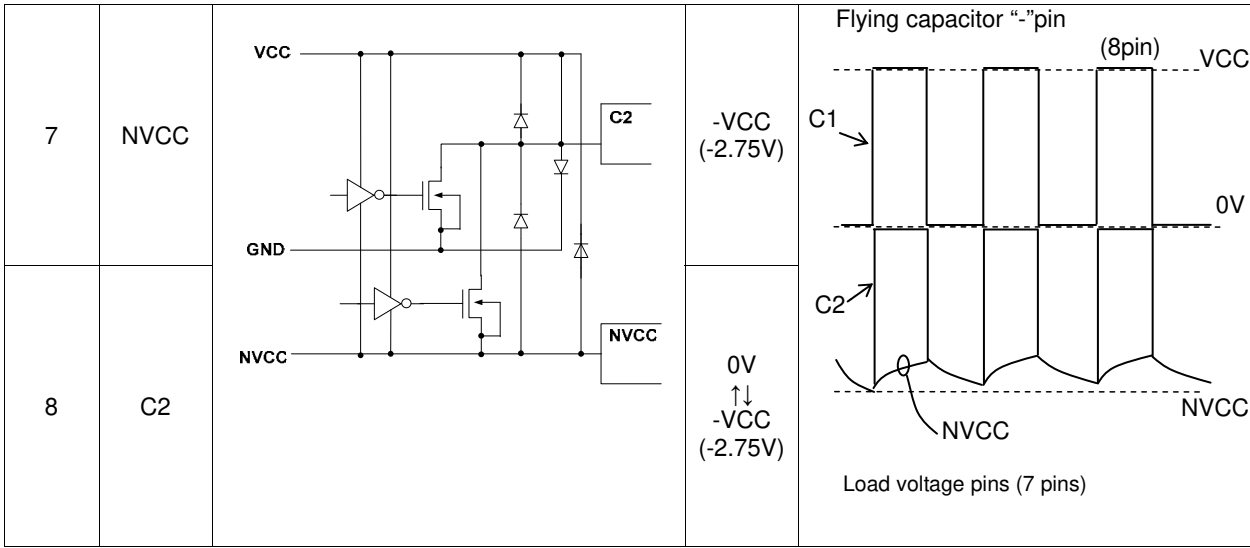 7
NVCC
VCC
C2
GND
NVCC
NVCC
-VCC
(-2.75V)
Flying capacitor “-”pin
(8pin)
VCC
C1
0V
C2
NVCC
NVCC
Load voltage pins (7 pins)
8
C2
0V
↑↓
-VCC
(-2.75V)